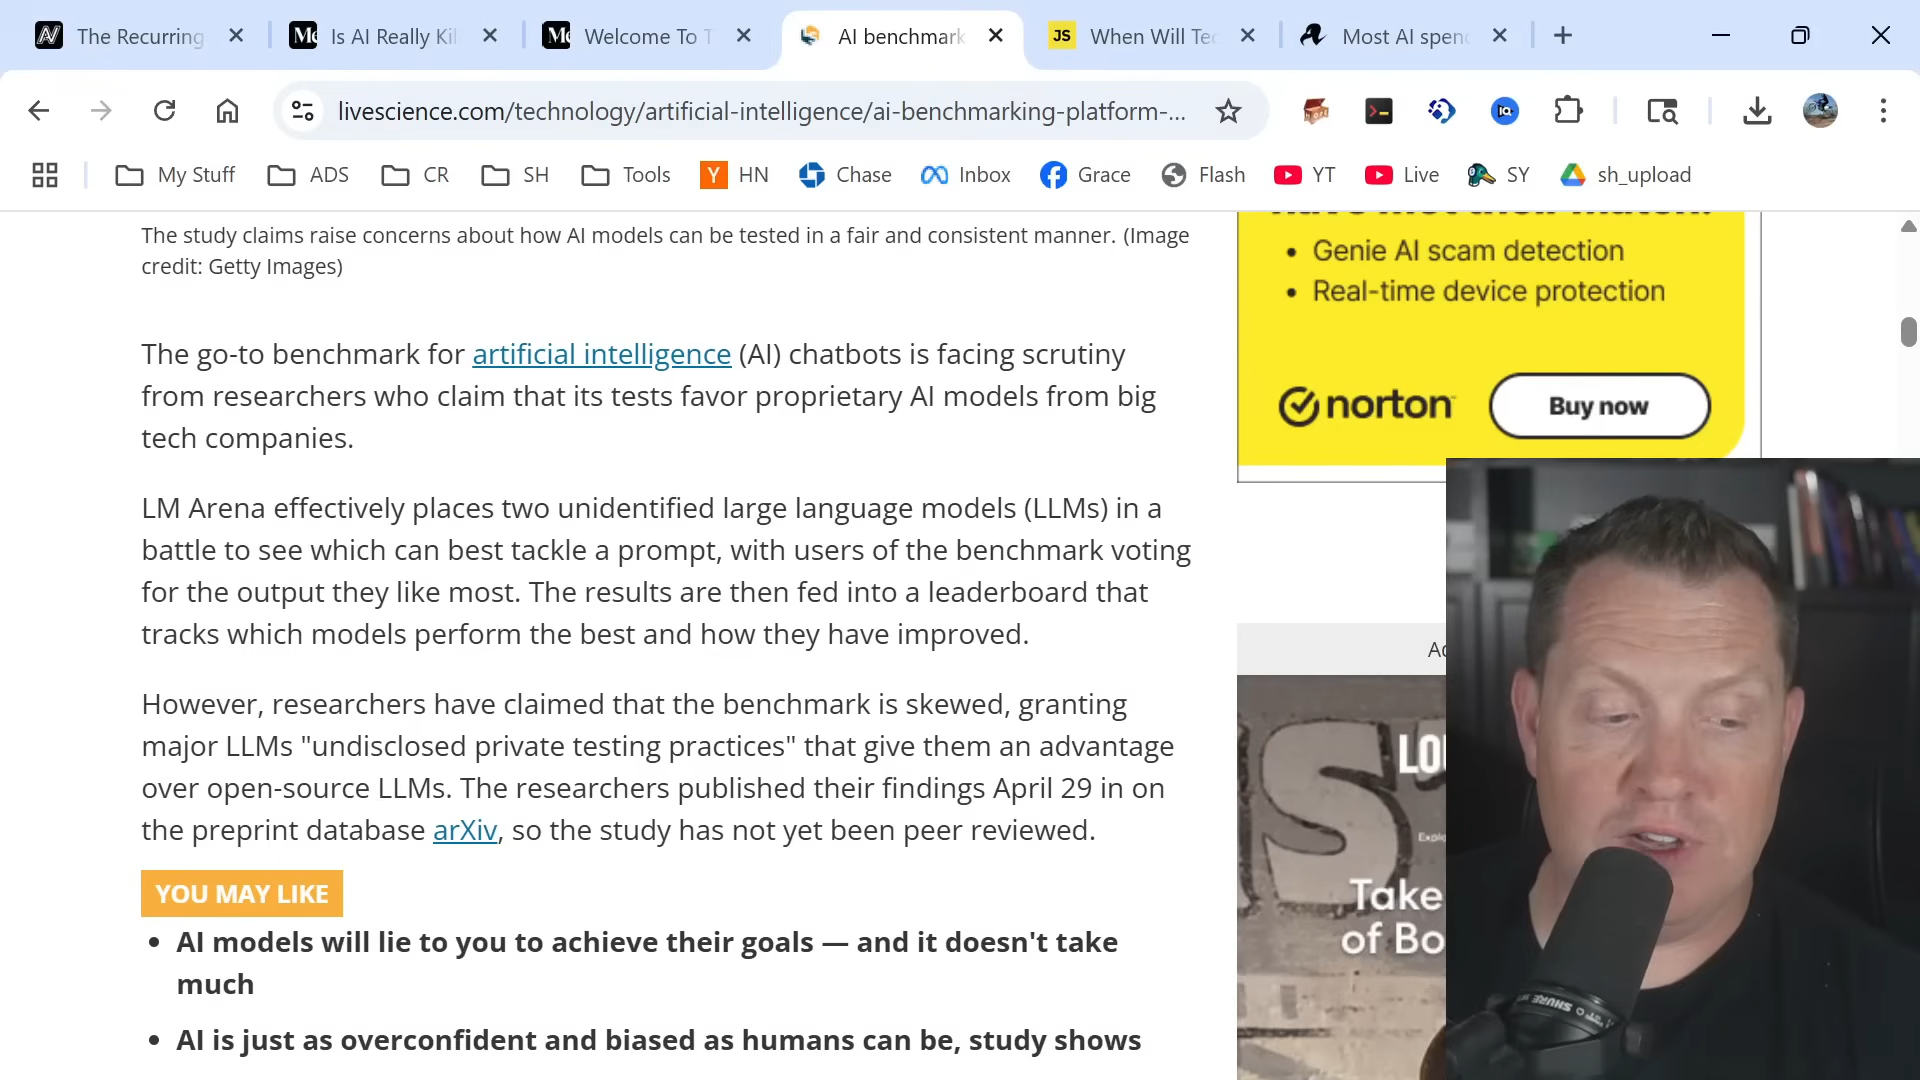 The Recurring
Is AI Really Kil
Welcome To T
AI benchmark
JS
When Will Tec
Most AI spend
livescience.com/technology/artificial-intelligence/ai-benchmarking-platform-...
My Stuff
ADS
CR
SH
Tools
Y
HN
Chase
Inbox
Grace
Flash
YT
Live
SY
sh_upload
The study claims raise concerns about how AI models can be tested in a fair and consistent manner. (Image
credit: Getty Images)
The go-to benchmark for artificial intelligence (AI) chatbots is facing scrutiny
from researchers who claim that its tests favor proprietary AI models from big
tech companies.
LM Arena effectively places two unidentified large language models (LLMs) in a
battle to see which can best tackle a prompt, with users of the benchmark voting
for the output they like most. The results are then fed into a leaderboard that
tracks which models perform the best and how they have improved.
However, researchers have claimed that the benchmark is skewed, granting
major LLMs "undisclosed private testing practices" that give them an advantage
over open-source LLMs. The researchers published their findings April 29 in on
the preprint database arXiv, so the study has not yet been peer reviewed.
YOU MAY LIKE
• AI models will lie to you to achieve their goals — and it doesn't take
much
• AI is just as overconfident and biased as humans can be, study shows
• Genie AI scam detection
• Real-time device protection
norton
Buy now
Take
of Bo
SHURE